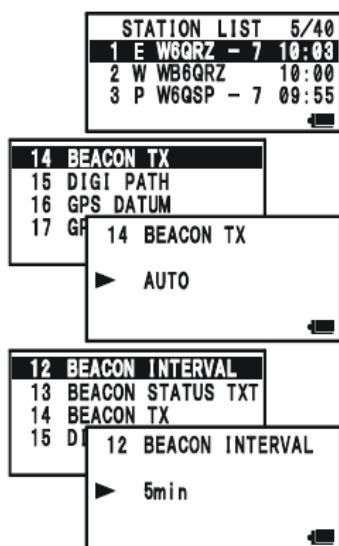 STATION LIST 5/40
1 E W6QRZ - 7 10:03
2 W WB6QRZ 10:00
3 P W6QSP - 7 09:55
14 BEACON TX
15 DIGI PATH
16 GPS DATUM
17 GP
14 BEACON TX
▶ AUTO
12 BEACON INTERVAL
13 BEACON STATUS TXT
14 BEACON TX
15 DI
12 BEACON INTERVAL
▶ 5min